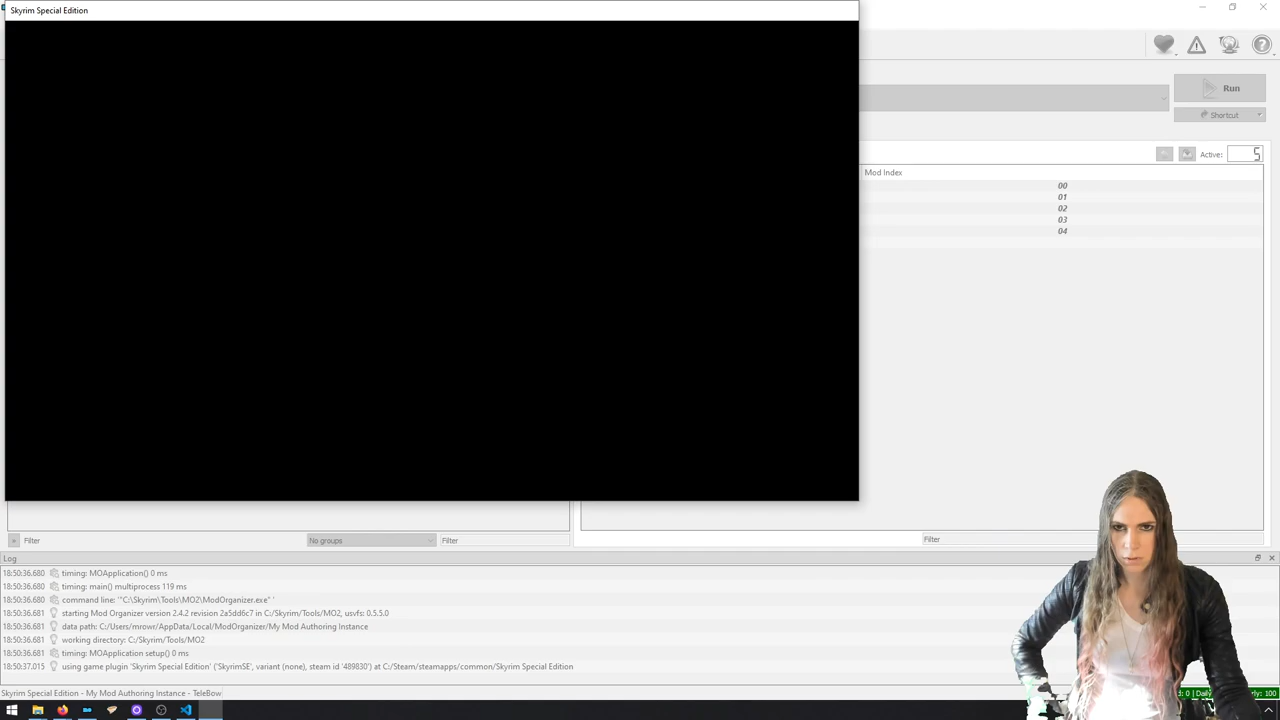 Skyrim Special Edition
Run
Shortcut
Active: 5
Mod Index
00
01
02
03
04
Filter
No groups
Filter
Filter
Log
18:50:36.680 timing: MOApplication() 0 ms
18:50:36.680 timing: main() multiprocess 119 ms
18:50:36.680 command line: '"C:\Skyrim\Tools\MO2\ModOrganizer.exe" '
18:50:36.681 starting Mod Organizer version 2.4.2 revision 2a5dd6c7 in C:/Skyrim/Tools/MO2, usvfs: 0.5.5.0
18:50:36.681 data path: C:/Users/mrowr/AppData/Local/ModOrganizer/My Mod Authoring Instance
18:50:36.681 working directory: C:/Skyrim/Tools/MO2
18:50:36.681 timing: MOApplication setup() 0 ms
18:50:37.015 using game plugin 'Skyrim Special Edition' ('SkyrimSE', variant (none), steam id '489830') at C:/Steam/steamapps/common/Skyrim Special Edition
Skyrim Special Edition - My Mod Authoring Instance - TeleBow
: 0 | Daily
rly: 100